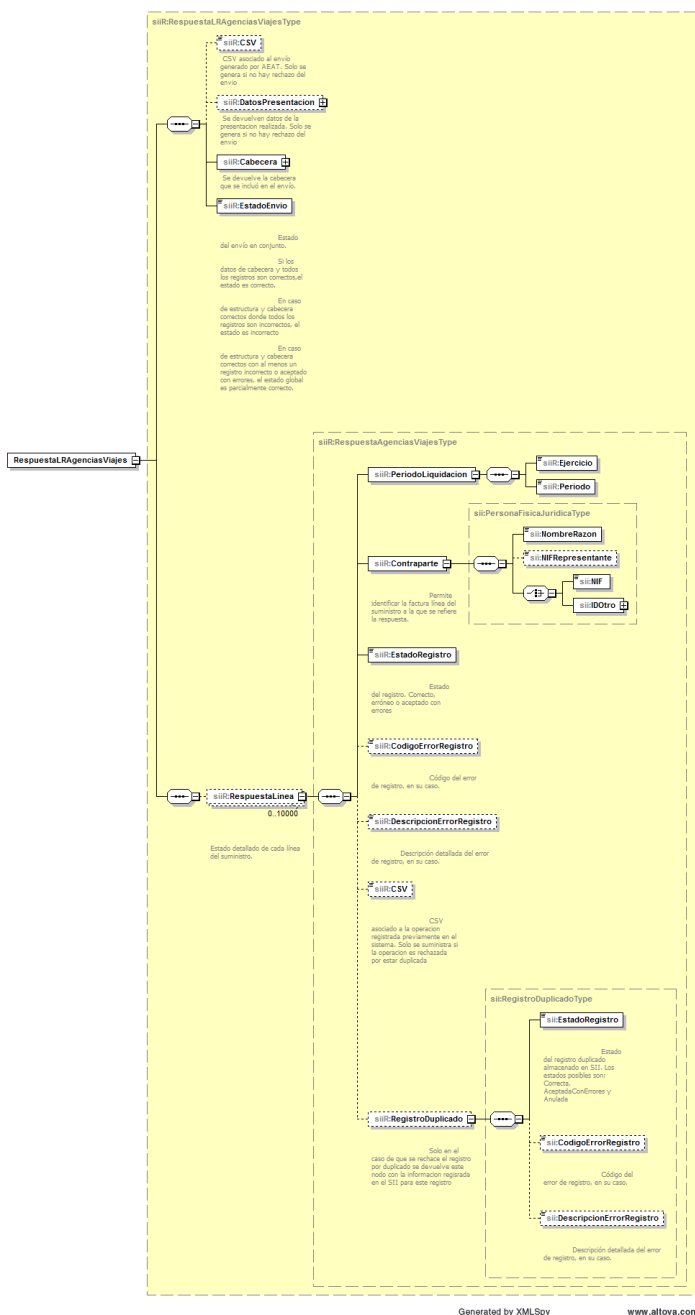 siiR:RespuestaLRAgenciasViajesType
siiR:CSV
CSV asociado al envío
generado por AEAT. Solo se
genera si no hay rechazo del
envio
siiR:DatosPresentacion
Se devuelven datos de la
presentacion realizada. Solo se
genera si no hay rechazo del
envio
siiR:Cabecera
Se devuelve la cabecera
que se incluó en el envío.
siiR:EstadoEnvio
Estado
del envío en conjunto.
Si los
datos de cabecera y todos
los registros son correctos,el
estado es correcto.
En caso
de estructura y cabecera
correctos donde todos los
registros son incorrectos, el
estado es incorrecto
En caso
de estructura y cabecera
correctos con al menos un
registro incorrecto o aceptado
con errores, el estado global
es parcialmente correcto.
RespuestaLRAgenciasViajes
siiR:RespuestaAgenciasViajesType
siiR:PeriodoLiquidacion
siiR:Ejercicio
siiR:Periodo
sii:PersonaFisicaJuridicaType
siiR:Contraparte
sii:NombreRazon
sii:NIFRepresentante
sii:NIF
sii:IDOtro
Permite
identificar la factura línea del
suministro a la que se refiere
la respuesta.
siiR:EstadoRegistro
Estado
del registro. Correcto,
erróneo o aceptado con
errores
siiR:CodigoErrorRegistro
Código del error
de registro, en su caso.
siiR:RespuestaLinea
0..10000
Estado detallado de cada línea
del suministro.
siiR:DescripcionErrorRegistro
Descripción detallada del error
de registro, en su caso.
siiR:CSV
CSV
asociado a la operacion
registrada previamente en el
sistema. Solo se suministra si
la operacion es rechazada
por estar duplicada
sii:RegistroDuplicadoType
sii:EstadoRegistro
Estado
del registro duplicado
almacenado en SII. Los
estados posibles son:
Correcta,
AceptadaConErrores y
Anulada
siiR:RegistroDuplicado
Solo en el
caso de que se rechace el registro
por duplicado se devuelve este
nodo con la informacion regisrada
en el SII para este registro
sii:CodigoErrorRegistro
Código del
error de registro, en su caso.
sii:DescripcionErrorRegistro
Descripción detallada del error
de registro, en su caso.
Generated by XMLSpy
www.altova.com